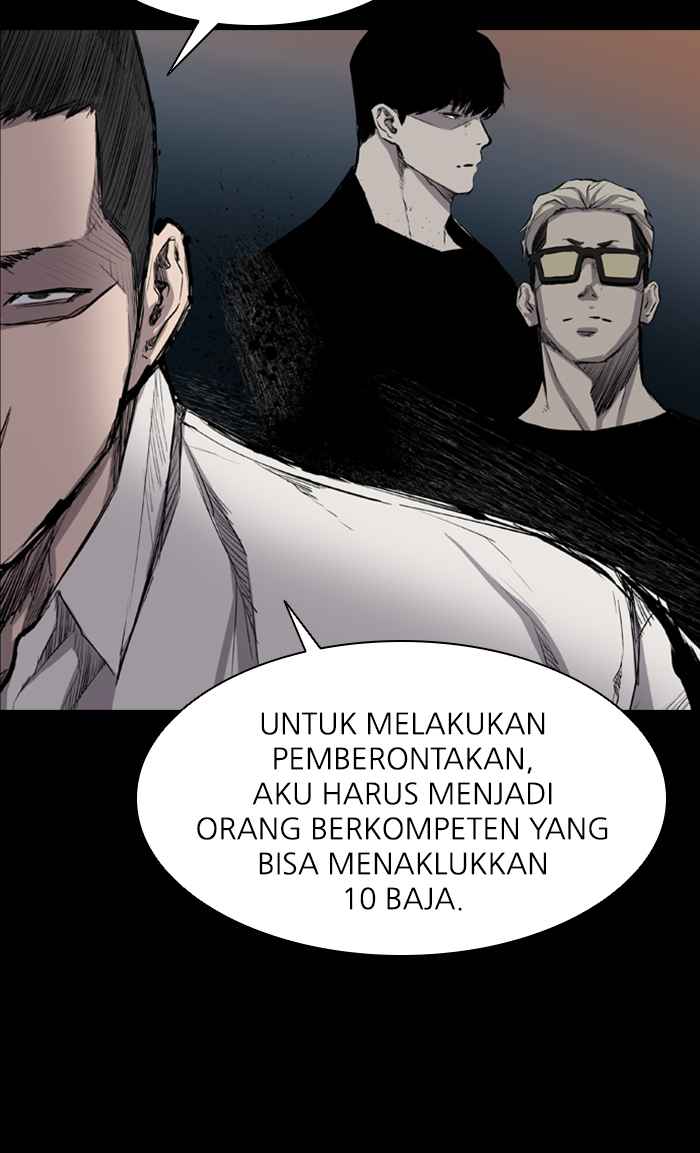 UNTUK MELAKUKAN
PEMBERONTAKAN,
AKU HARUS MENJADI
ORANG BERKOMPETEN YANG
BISA MENAKLUKKAN
10 BAJA.